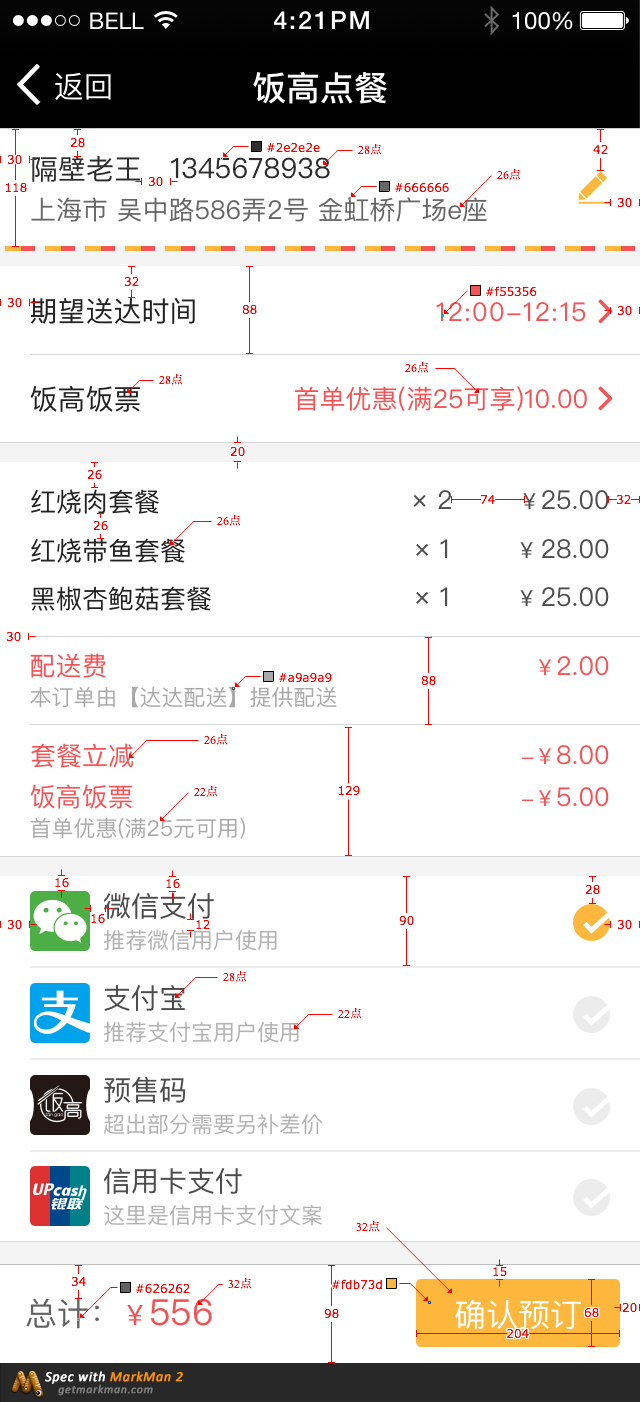 BELL 4:21PM 100%
返回 饭高点餐
28 #2e2e2e 28点 42
30 隔壁老王 30 1345678938
118 #666666 26点
上海市 吴中路586弄2号 金虹桥广场e座 30
32 #f55356
30 期望送达时间 88 12:00-12:15 30
28点 26点
饭高饭票 首单优惠(满25可享)10.00
20
26
红烧肉套餐 × 2 74 ¥25.00 32
26 26点
红烧带鱼套餐 × 1 ¥ 28.00
黑椒杏鲍菇套餐 × 1 ¥ 25.00
30
配送费 ¥ 2.00
#a9a9a9 88
本订单由【达达配送】提供配送
26点
套餐立减 -¥8.00
22点 129
饭高饭票 -¥5.00
首单优惠(满25元可用)
16 16 28
微信支付
30 16 12 90 30
推荐微信用户使用
28点
支付宝
22点
推荐支付宝用户使用
饭高 预售码
fan gao
超出部分需要另补差价
UPcash 信用卡支付
银联 这里是信用卡支付文案
32点
15
34 #626262 32点 #fdb73d
总计： ¥556 98 确认预订 68 20
204
Spec with MarkMan 2
getmarkman.com